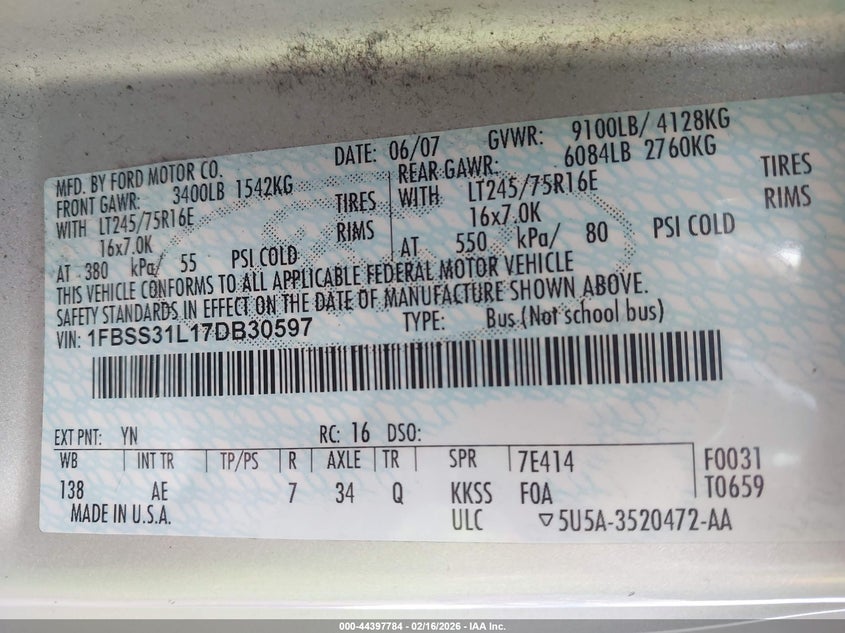 MFD. BY FORD MOTOR CO.
DATE: 06/07 GVWR: 9100LB/ 4128KG
FRONT GAWR: 3400LB 1542KG
REAR GAWR: 6084LB 2760KG
WITH LT245/75R16E TIRES
WITH LT245/75R16E TIRES
16x7.0K RIMS
16x7.0K RIMS
AT 380 kPa/ 55 PSI COLD
AT 550 kPa/ 80 PSI COLD
THIS VEHICLE CONFORMS TO ALL APPLICABLE FEDERAL MOTOR VEHICLE
SAFETY STANDARDS IN EFFECT ON THE DATE OF MANUFACTURE SHOWN ABOVE.
VIN: 1FBSS31L17DB30597 TYPE: Bus (Not school bus)
EXT PNT: YN RC: 16 DSO:
WB INT TR TP/PS R AXLE TR SPR 7E414 F0031
138 AE 7 34 Q KKSS FOA T0659
MADE IN U.S.A. ULC ▽5U5A-3520472-AA
000-44397784 - 02/16/2026 - IAA Inc.